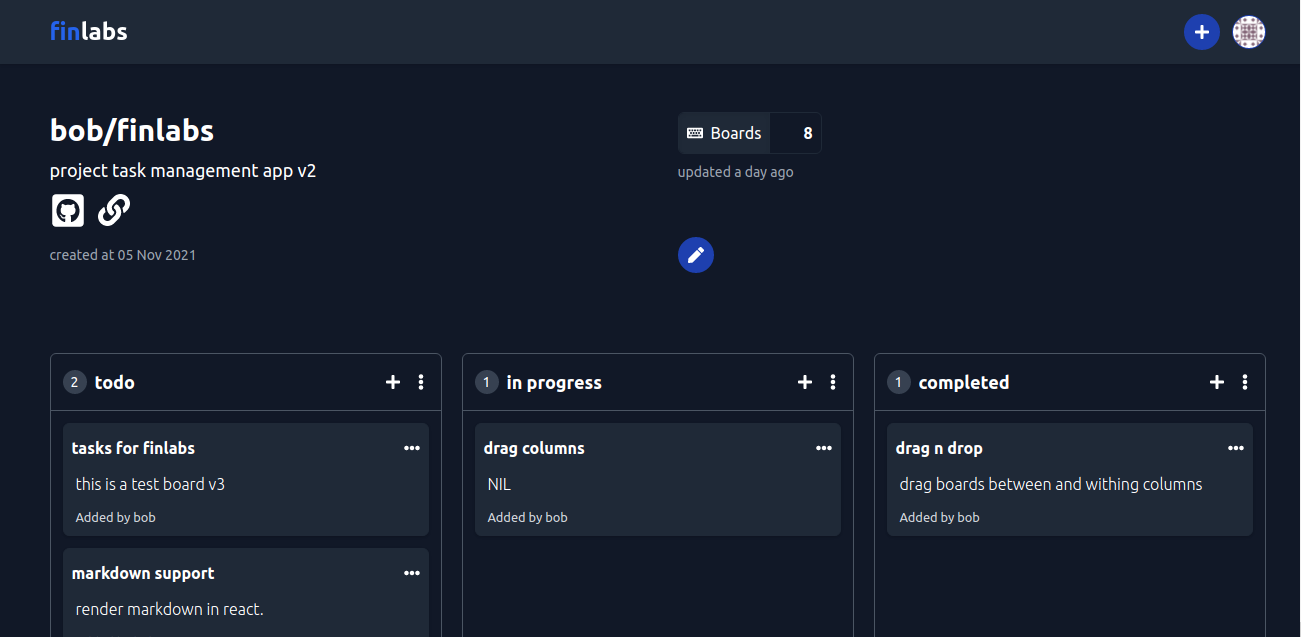 finlabs
bob/finlabs
project task management app v2
created at 05 Nov 2021
Boards 8
updated a day ago
2 todo
tasks for finlabs
this is a test board v3
Added by bob
markdown support
render markdown in react.
1 in progress
drag columns
NIL
Added by bob
1 completed
drag n drop
drag boards between and withing columns
Added by bob